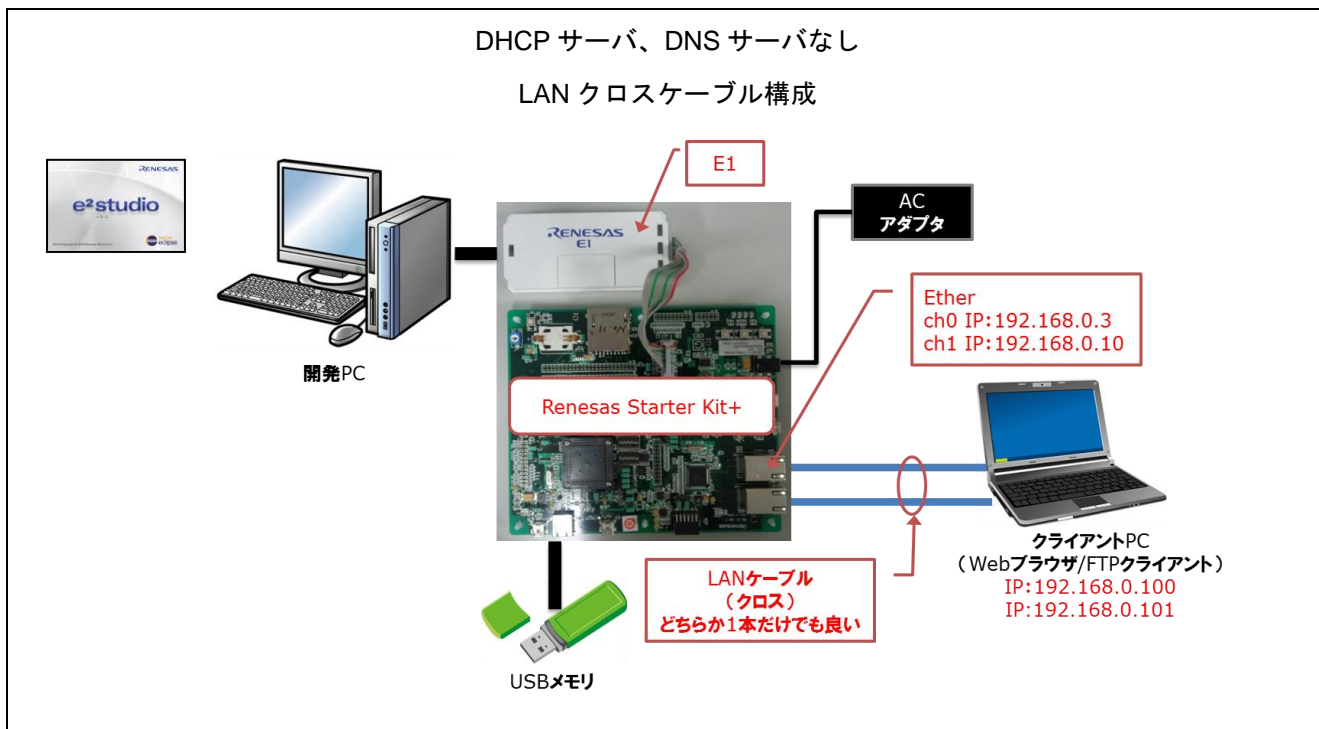 DHCP サーバ、DNS サーバなし
LAN クロスケーブル構成
RENESAS
e² studio
eclipse
E1
RENESAS
E1
AC
アダプタ
Ether
ch0 IP:192.168.0.3
ch1 IP:192.168.0.10
開発PC
Renesas Starter Kit+
クライアントPC
(Webブラウザ/FTPクライアント)
IP:192.168.0.100
IP:192.168.0.101
LANケーブル
(クロス)
どちらか1本だけでも良い
USBメモリ